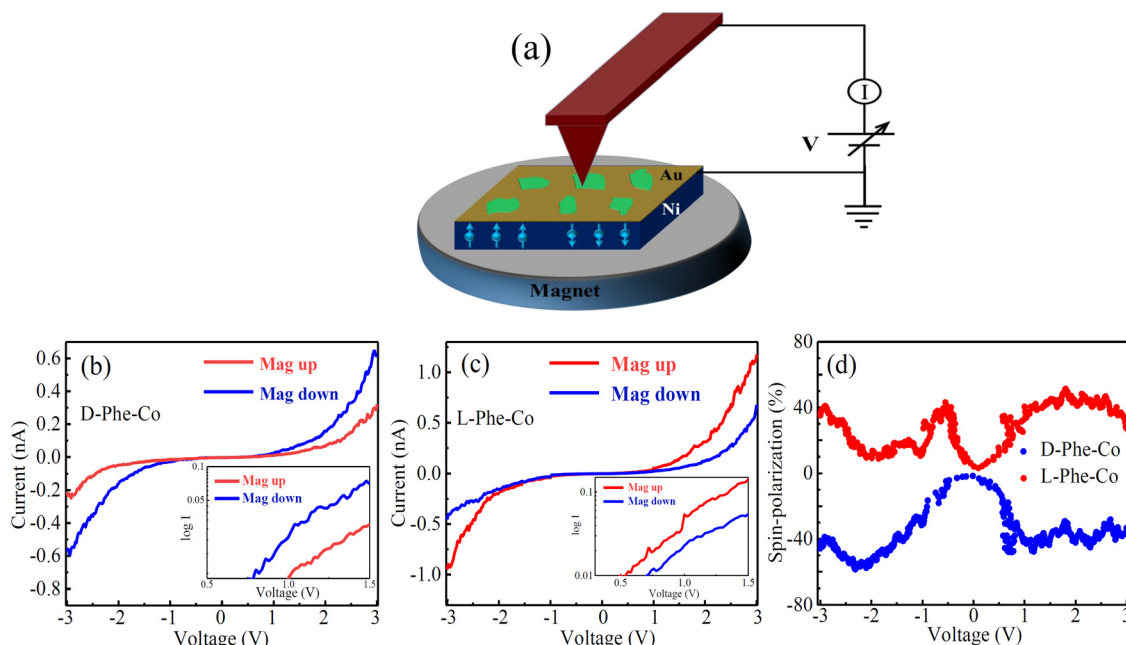 (a)
I
V
Au
Ni
Magnet
(b)
Mag up
Mag down
D-Phe-Co
Current (nA)
0.6
0.4
0.2
0.0
-0.2
-0.4
-0.6
-0.8
-3 -2 -1 0 1 2 3
Voltage (V)
Mag up
Mag down
log I
0.1
0.05
0.5 1.0 1.5
Voltage (V)
(c)
Mag up
Mag down
L-Phe-Co
Current (nA)
1.0
0.5
0.0
-0.5
-1.0
-3 -2 -1 0 1 2 3
Voltage (V)
Mag up
Mag down
log I
0.1
0.01
0.5 1.0 1.5
Voltage (V)
(d)
Spin-polarization (%)
80
40
0
-40
-80
D-Phe-Co
L-Phe-Co
-3 -2 -1 0 1 2 3
Voltage (V)